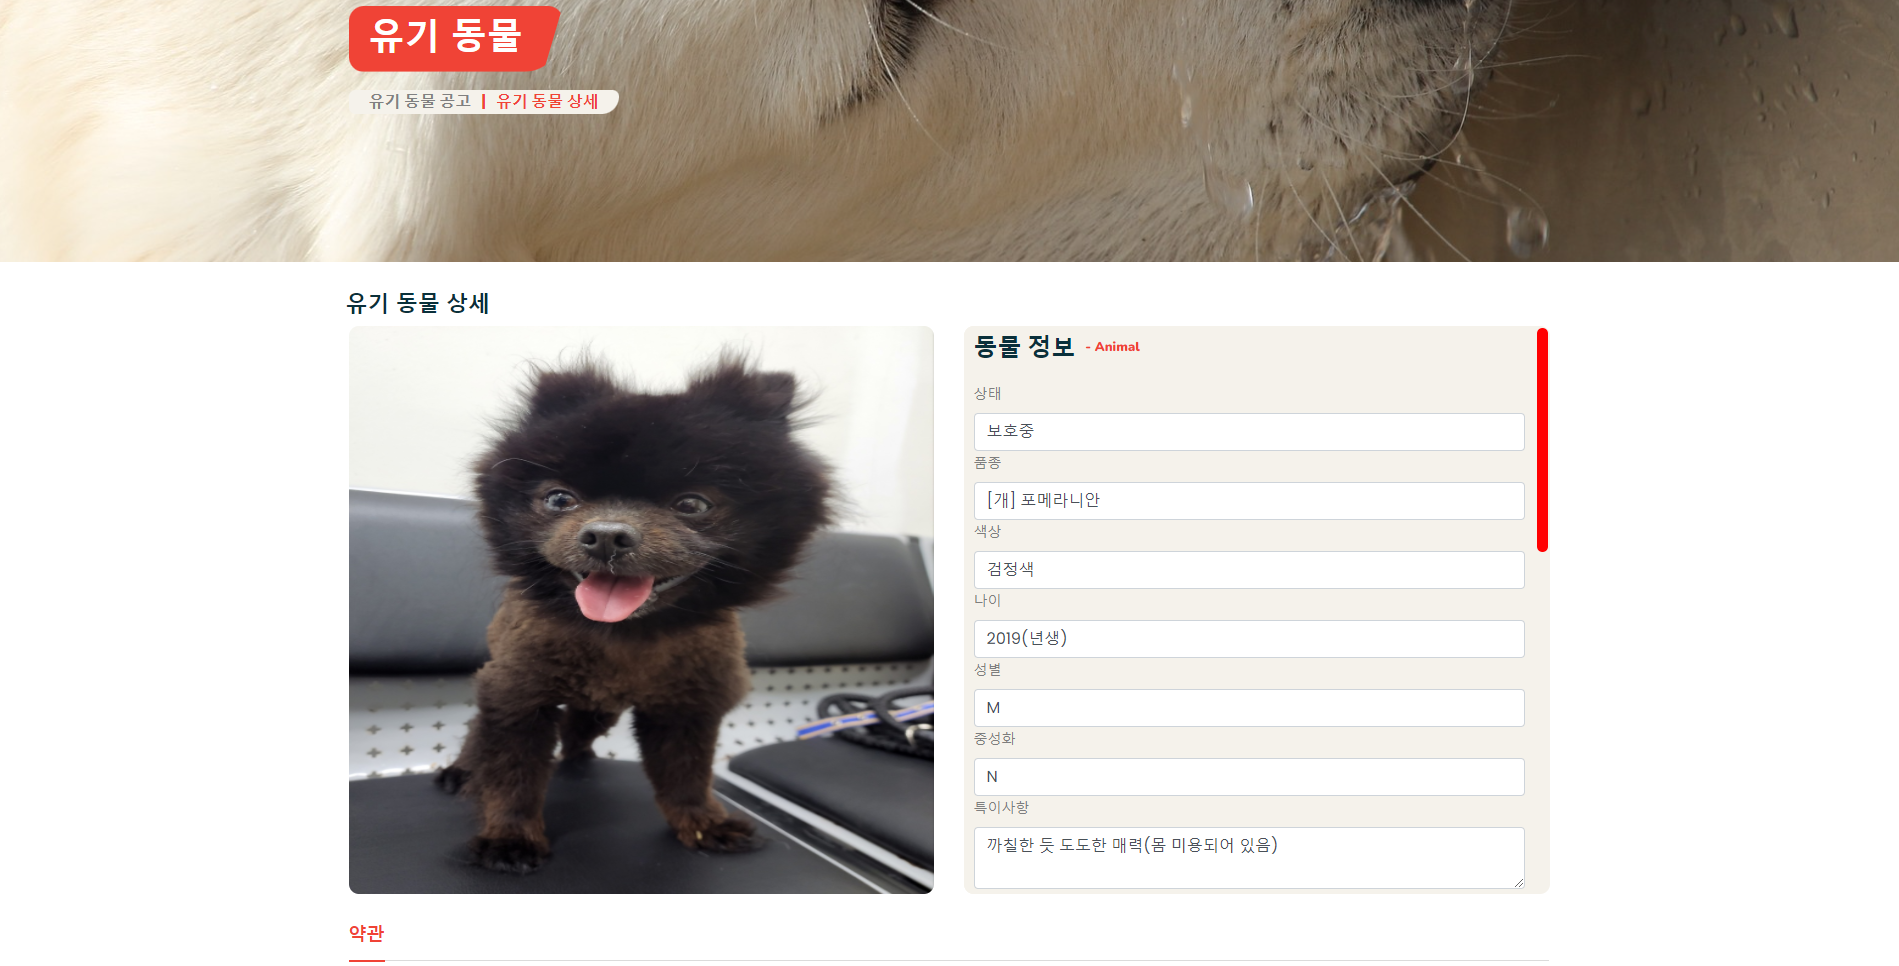 유기 동물
유기 동물 공고 | 유기 동물 상세
유기 동물 상세
동물 정보 - Animal
상태
보호중
품종
[개] 포메라니안
색상
검정색
나이
2019(년생)
성별
M
중성화
N
특이사항
까칠한 듯 도도한 매력(몸 미용되어 있음)
약관